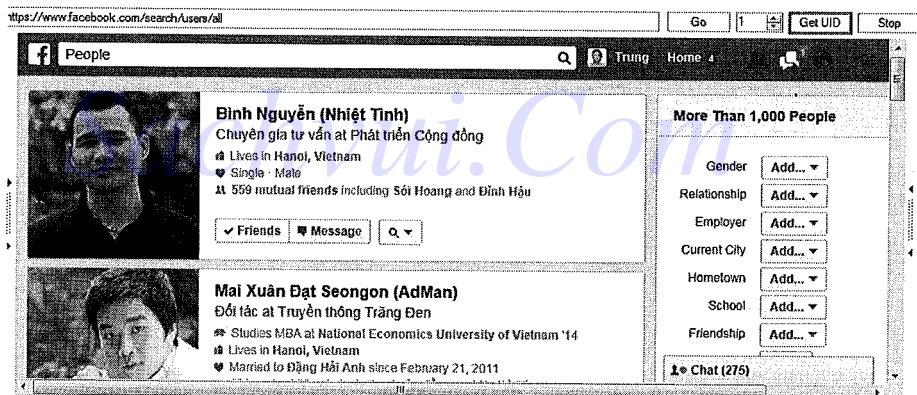 https://www.facebook.com/search/users/all
Go
1
Get UID
Stop
f
People
Trung
Home 4
1
Bình Nguyễn (Nhiệt Tình)
Chuyên gia tư vấn at Phát triển Cộng đồng
Lives in Hanoi, Vietnam
Single · Male
559 mutual friends including Sói Hoang and Đinh Hậu
Friends
Message
Mai Xuân Đạt Seongon (AdMan)
Đối tác at Truyền thông Trăng Đen
Studies MBA at National Economics University of Vietnam '14
Lives in Hanoi, Vietnam
Married to Đặng Hải Anh since February 21, 2011
More Than 1,000 People
Gender Add...
Relationship Add...
Employer Add...
Current City Add...
Hometown Add...
School Add...
Friendship Add...
Chat (275)
Sachvui.Com